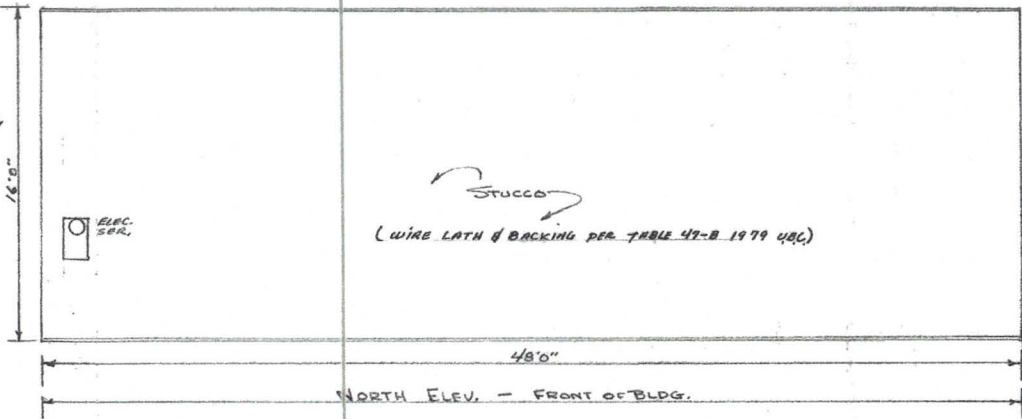 16'0"
STUCCO
ELEC.
SER.
(WIRE LATH & BACKING PER TABLE 47-B 1979 UBC)
48'0"
NORTH ELEV. - FRONT OF BLDG.